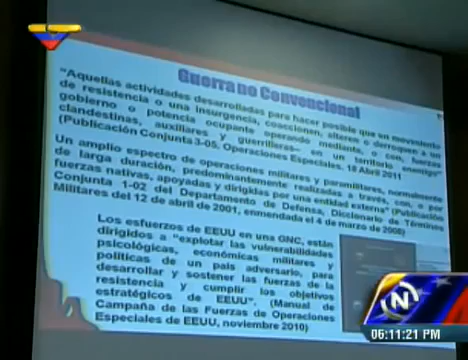 Guerra no Convencional
"Aquellas actividades desarrolladas para hacer posible que un movimiento
de resistencia o una insurgencia, coaccionen, alteren o derroquen a un
gobierno o potencia ocupante operando mediante, o con, fuerzas
clandestinas, auxiliares y guerrilleras– en un territorio enemigo"
(Publicación Conjunta 3-05. Operaciones Especiales. 18 Abril 2011
Un amplio espectro de operaciones militares y paramilitares, normalmente
de larga duración, predominantemente realizadas a través, con, o por
fuerzas nativas, apoyadas y dirigidas por una entidad externa" (Publicación
Conjunta 1-02 del Departamento de Defensa, Diccionario de Términos
Militares del 12 de abril de 2001, enmendada el 4 de marzo de 2008)
Los esfuerzos de EEUU en una GNC, están
dirigidos a "explotar las vulnerabilidades
psicológicas, económicas militares y
políticas de un país adversario, para
desarrollar y sostener las fuerzas de la
resistencia y cumplir los objetivos
estratégicos de EEUU". (Manual de
Campaña de las Fuerzas de Operaciones
Especiales de EEUU, noviembre 2010)
N
06:11:21 PM